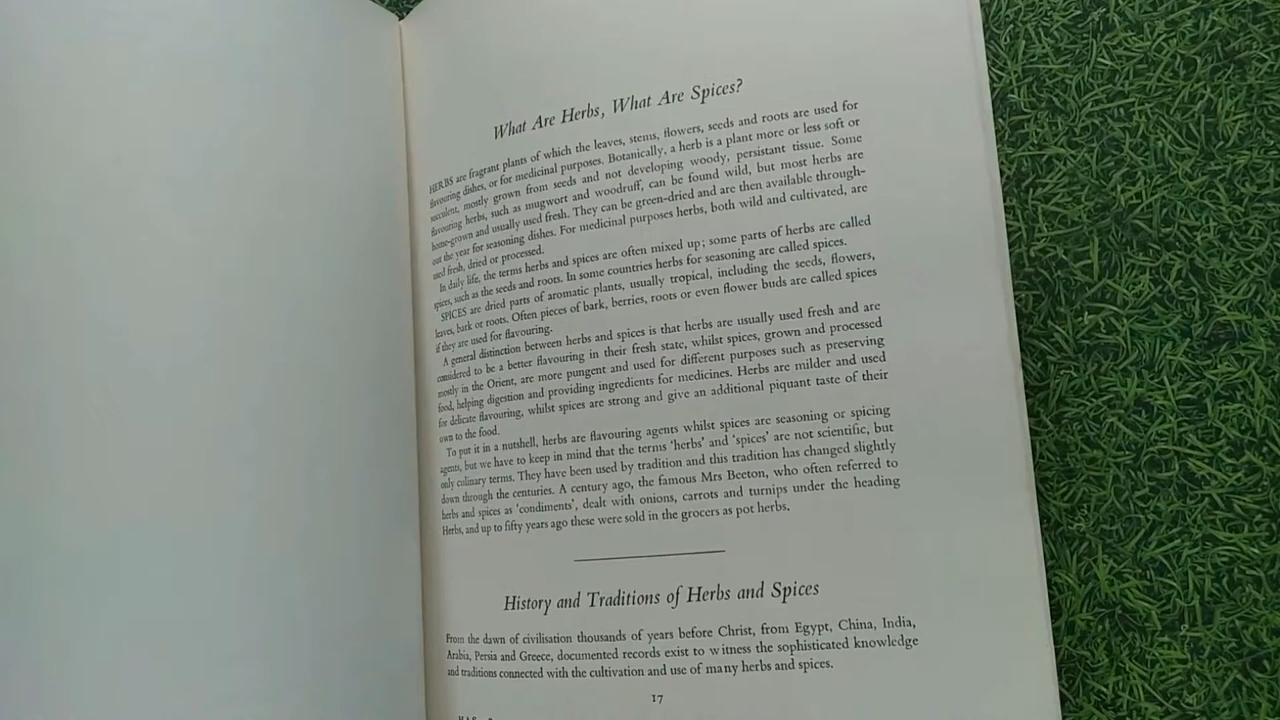 What Are Herbs, What Are Spices?
HERBS are fragrant plants of which the leaves, stems, flowers, seeds and roots are used for
flavouring dishes, or for medicinal purposes. Botanically, a herb is a plant more or less soft or
succulent, mostly grown from seeds and not developing woody, persistant tissue. Some
flavouring herbs, such as mugwort and woodruff, can be found wild, but most herbs are
home-grown and usually used fresh. They can be green-dried and are then available through-
out the year for seasoning dishes. For medicinal purposes herbs, both wild and cultivated, are
used fresh, dried or processed.
In daily life, the terms herbs and spices are often mixed up; some parts of herbs are called
spices, such as the seeds and roots. In some countries herbs for seasoning are called spices.
SPICES are dried parts of aromatic plants, usually tropical, including the seeds, flowers,
leaves, bark or roots. Often pieces of bark, berries, roots or even flower buds are called spices
if they are used for flavouring.
A general distinction between herbs and spices is that herbs are usually used fresh and are
considered to be a better flavouring in their fresh state, whilst spices, grown and processed
mostly in the Orient, are more pungent and used for different purposes such as preserving
food, helping digestion and providing ingredients for medicines. Herbs are milder and used
for delicate flavouring, whilst spices are strong and give an additional piquant taste of their
own to the food.
To put it in a nutshell, herbs are flavouring agents whilst spices are seasoning or spicing
agents, but we have to keep in mind that the terms 'herbs' and 'spices' are not scientific, but
only culinary terms. They have been used by tradition and this tradition has changed slightly
down through the centuries. A century ago, the famous Mrs Beeton, who often referred to
herbs and spices as 'condiments', dealt with onions, carrots and turnips under the heading
Herbs, and up to fifty years ago these were sold in the grocers as pot herbs.
History and Traditions of Herbs and Spices
From the dawn of civilisation thousands of years before Christ, from Egypt, China, India,
Arabia, Persia and Greece, documented records exist to witness the sophisticated knowledge
and traditions connected with the cultivation and use of many herbs and spices.
17